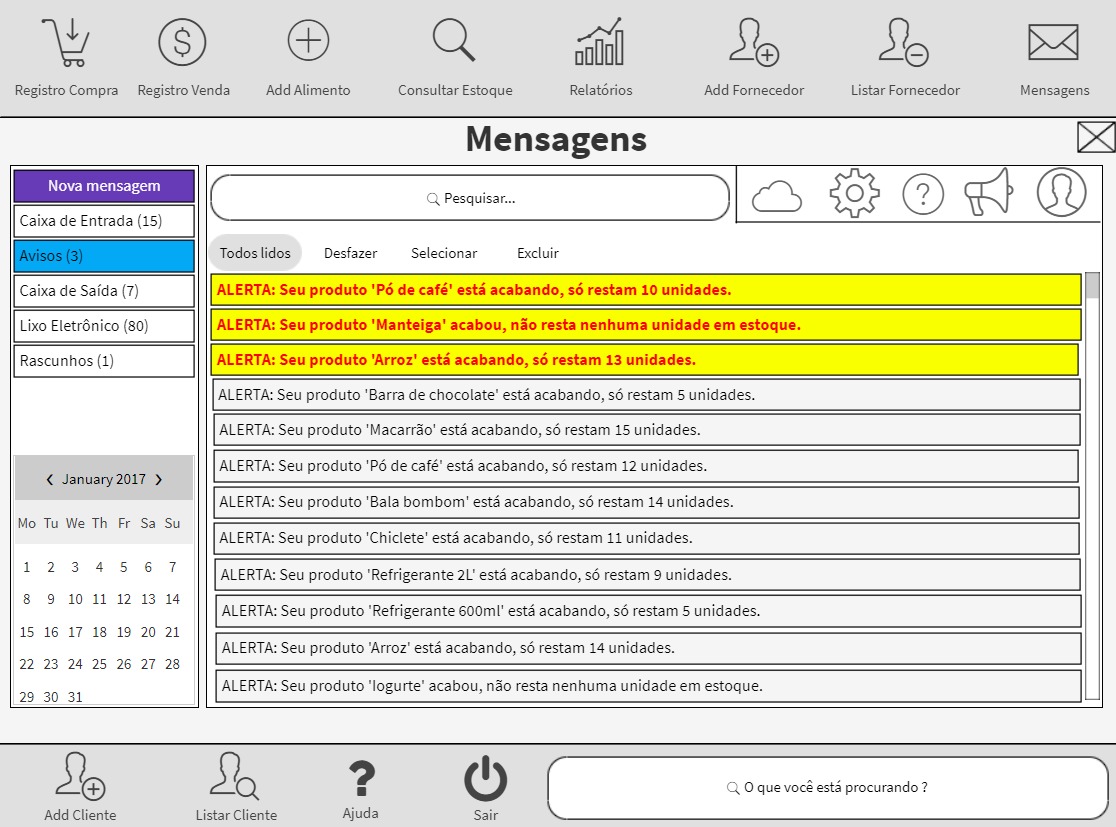 Registro Compra Registro Venda Add Alimento Consultar Estoque Relatórios Add Fornecedor Listar Fornecedor Mensagens
Mensagens
Nova mensagem
Caixa de Entrada (15)
Avisos (3)
Caixa de Saída (7)
Lixo Eletrônico (80)
Rascunhos (1)
January 2017
Mo Tu We Th Fr Sa Su
1 2 3 4 5 6 7
8 9 10 11 12 13 14
15 16 17 18 19 20 21
22 23 24 25 26 27 28
29 30 31
Pesquisar...
Todos lidos Desfazer Selecionar Excluir
ALERTA: Seu produto 'Pó de café' está acabando, só restam 10 unidades.
ALERTA: Seu produto 'Manteiga' acabou, não resta nenhuma unidade em estoque.
ALERTA: Seu produto 'Arroz' está acabando, só restam 13 unidades.
ALERTA: Seu produto 'Barra de chocolate' está acabando, só restam 5 unidades.
ALERTA: Seu produto 'Macarrão' está acabando, só restam 15 unidades.
ALERTA: Seu produto 'Pó de café' está acabando, só restam 12 unidades.
ALERTA: Seu produto 'Bala bombom' está acabando, só restam 14 unidades.
ALERTA: Seu produto 'Chiclete' está acabando, só restam 11 unidades.
ALERTA: Seu produto 'Refrigerante 2L' está acabando, só restam 9 unidades.
ALERTA: Seu produto 'Refrigerante 600ml' está acabando, só restam 5 unidades.
ALERTA: Seu produto 'Arroz' está acabando, só restam 14 unidades.
ALERTA: Seu produto 'Iogurte' acabou, não resta nenhuma unidade em estoque.
Add Cliente Listar Cliente Ajuda Sair
O que você está procurando ?